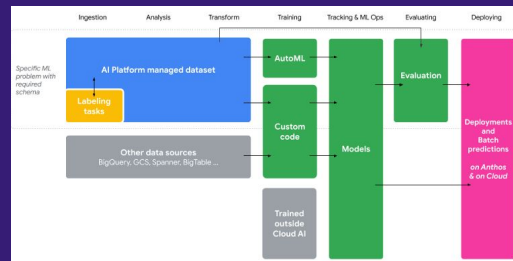 Ingestion
Analysis
Transform
Training
Tracking & ML Ops
Evaluating
Deploying
Specific ML
problem with
required
schema
AI Platform managed dataset
Labeling
tasks
AutoML
Custom
code
Other data sources
BigQuery, GCS, Spanner, BigTable ...
Trained
outside
Cloud AI
Models
Evaluation
Deployments
and
Batch
predictions
on Anthos
& on Cloud